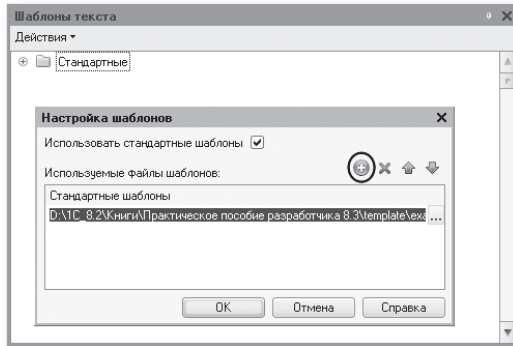 Шаблоны текста
Действия
Стандартные
Настройка шаблонов
Использовать стандартные шаблоны
Используемые файлы шаблонов:
Стандартные шаблоны
D:\1С_8.2\Книги\Практическое пособие разработчика 8.3\template\exa ...
ОК Отмена Справка